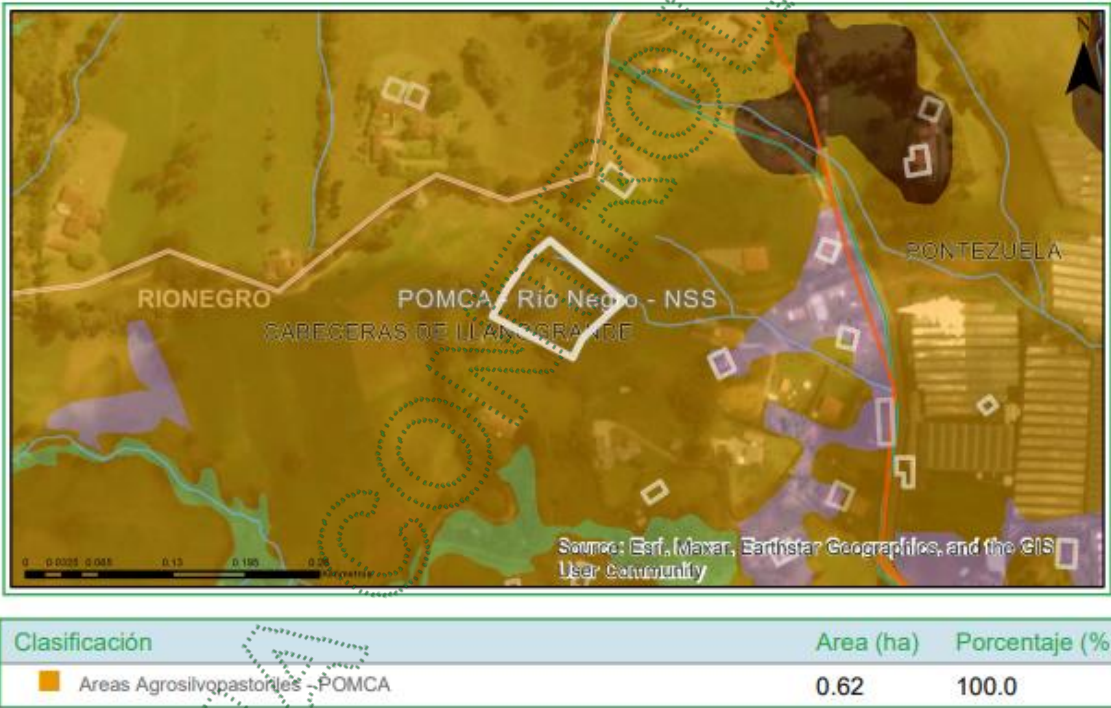 N
PONTEZUELA
RIONEGRO
POMCA - Río Negro - NSS
CABECERAS DE LLANOGRANDE
Source: Esri, Maxar, Earthstar Geographics, and the GIS
User Community
0 0.0325 0.065 0.13 0.195 0.26
Kilometers
Clasificación Area (ha) Porcentaje (%
Areas Agrosilvopastoriles - POMCA 0.62 100.0